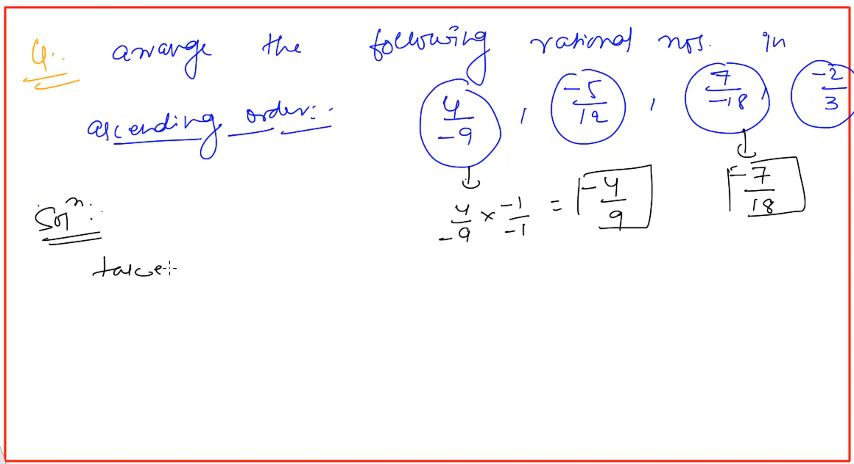 Q:. arrange the following rational nos. in
ascending order:. 4/-9 , -5/12 , 7/-18 , -2/3
Solⁿ:. 4/-9 × -1/-1 = -4/9 -7/18
take: